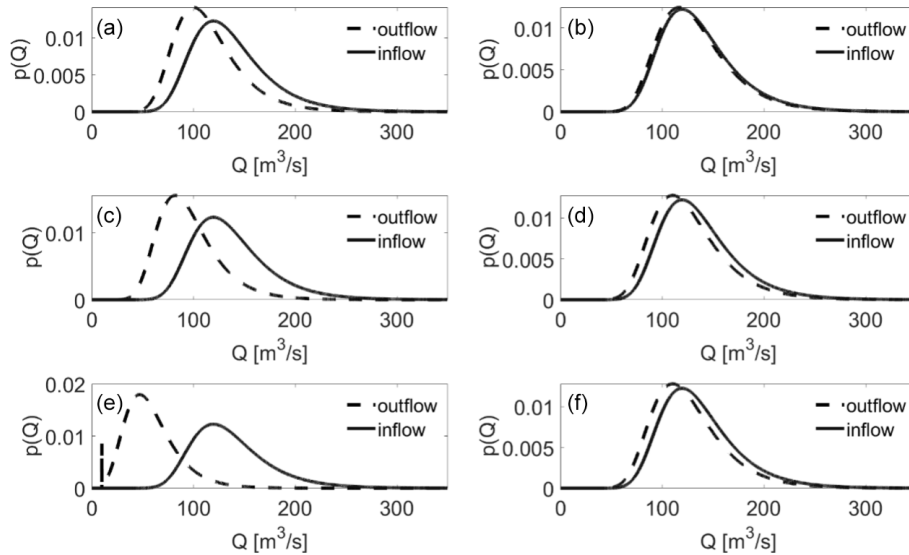 (a)
outflow
inflow
p(Q)
0.01
0.005
0
0 100 200 300
Q [m³/s]
(b)
outflow
inflow
p(Q)
0.01
0.005
0
0 100 200 300
Q [m³/s]
(c)
outflow
inflow
p(Q)
0.01
0
0 100 200 300
Q [m³/s]
(d)
outflow
inflow
p(Q)
0.01
0.005
0
0 100 200 300
Q [m³/s]
(e)
outflow
inflow
p(Q)
0.02
0.01
0
0 100 200 300
Q [m³/s]
(f)
outflow
inflow
p(Q)
0.01
0.005
0
0 100 200 300
Q [m³/s]